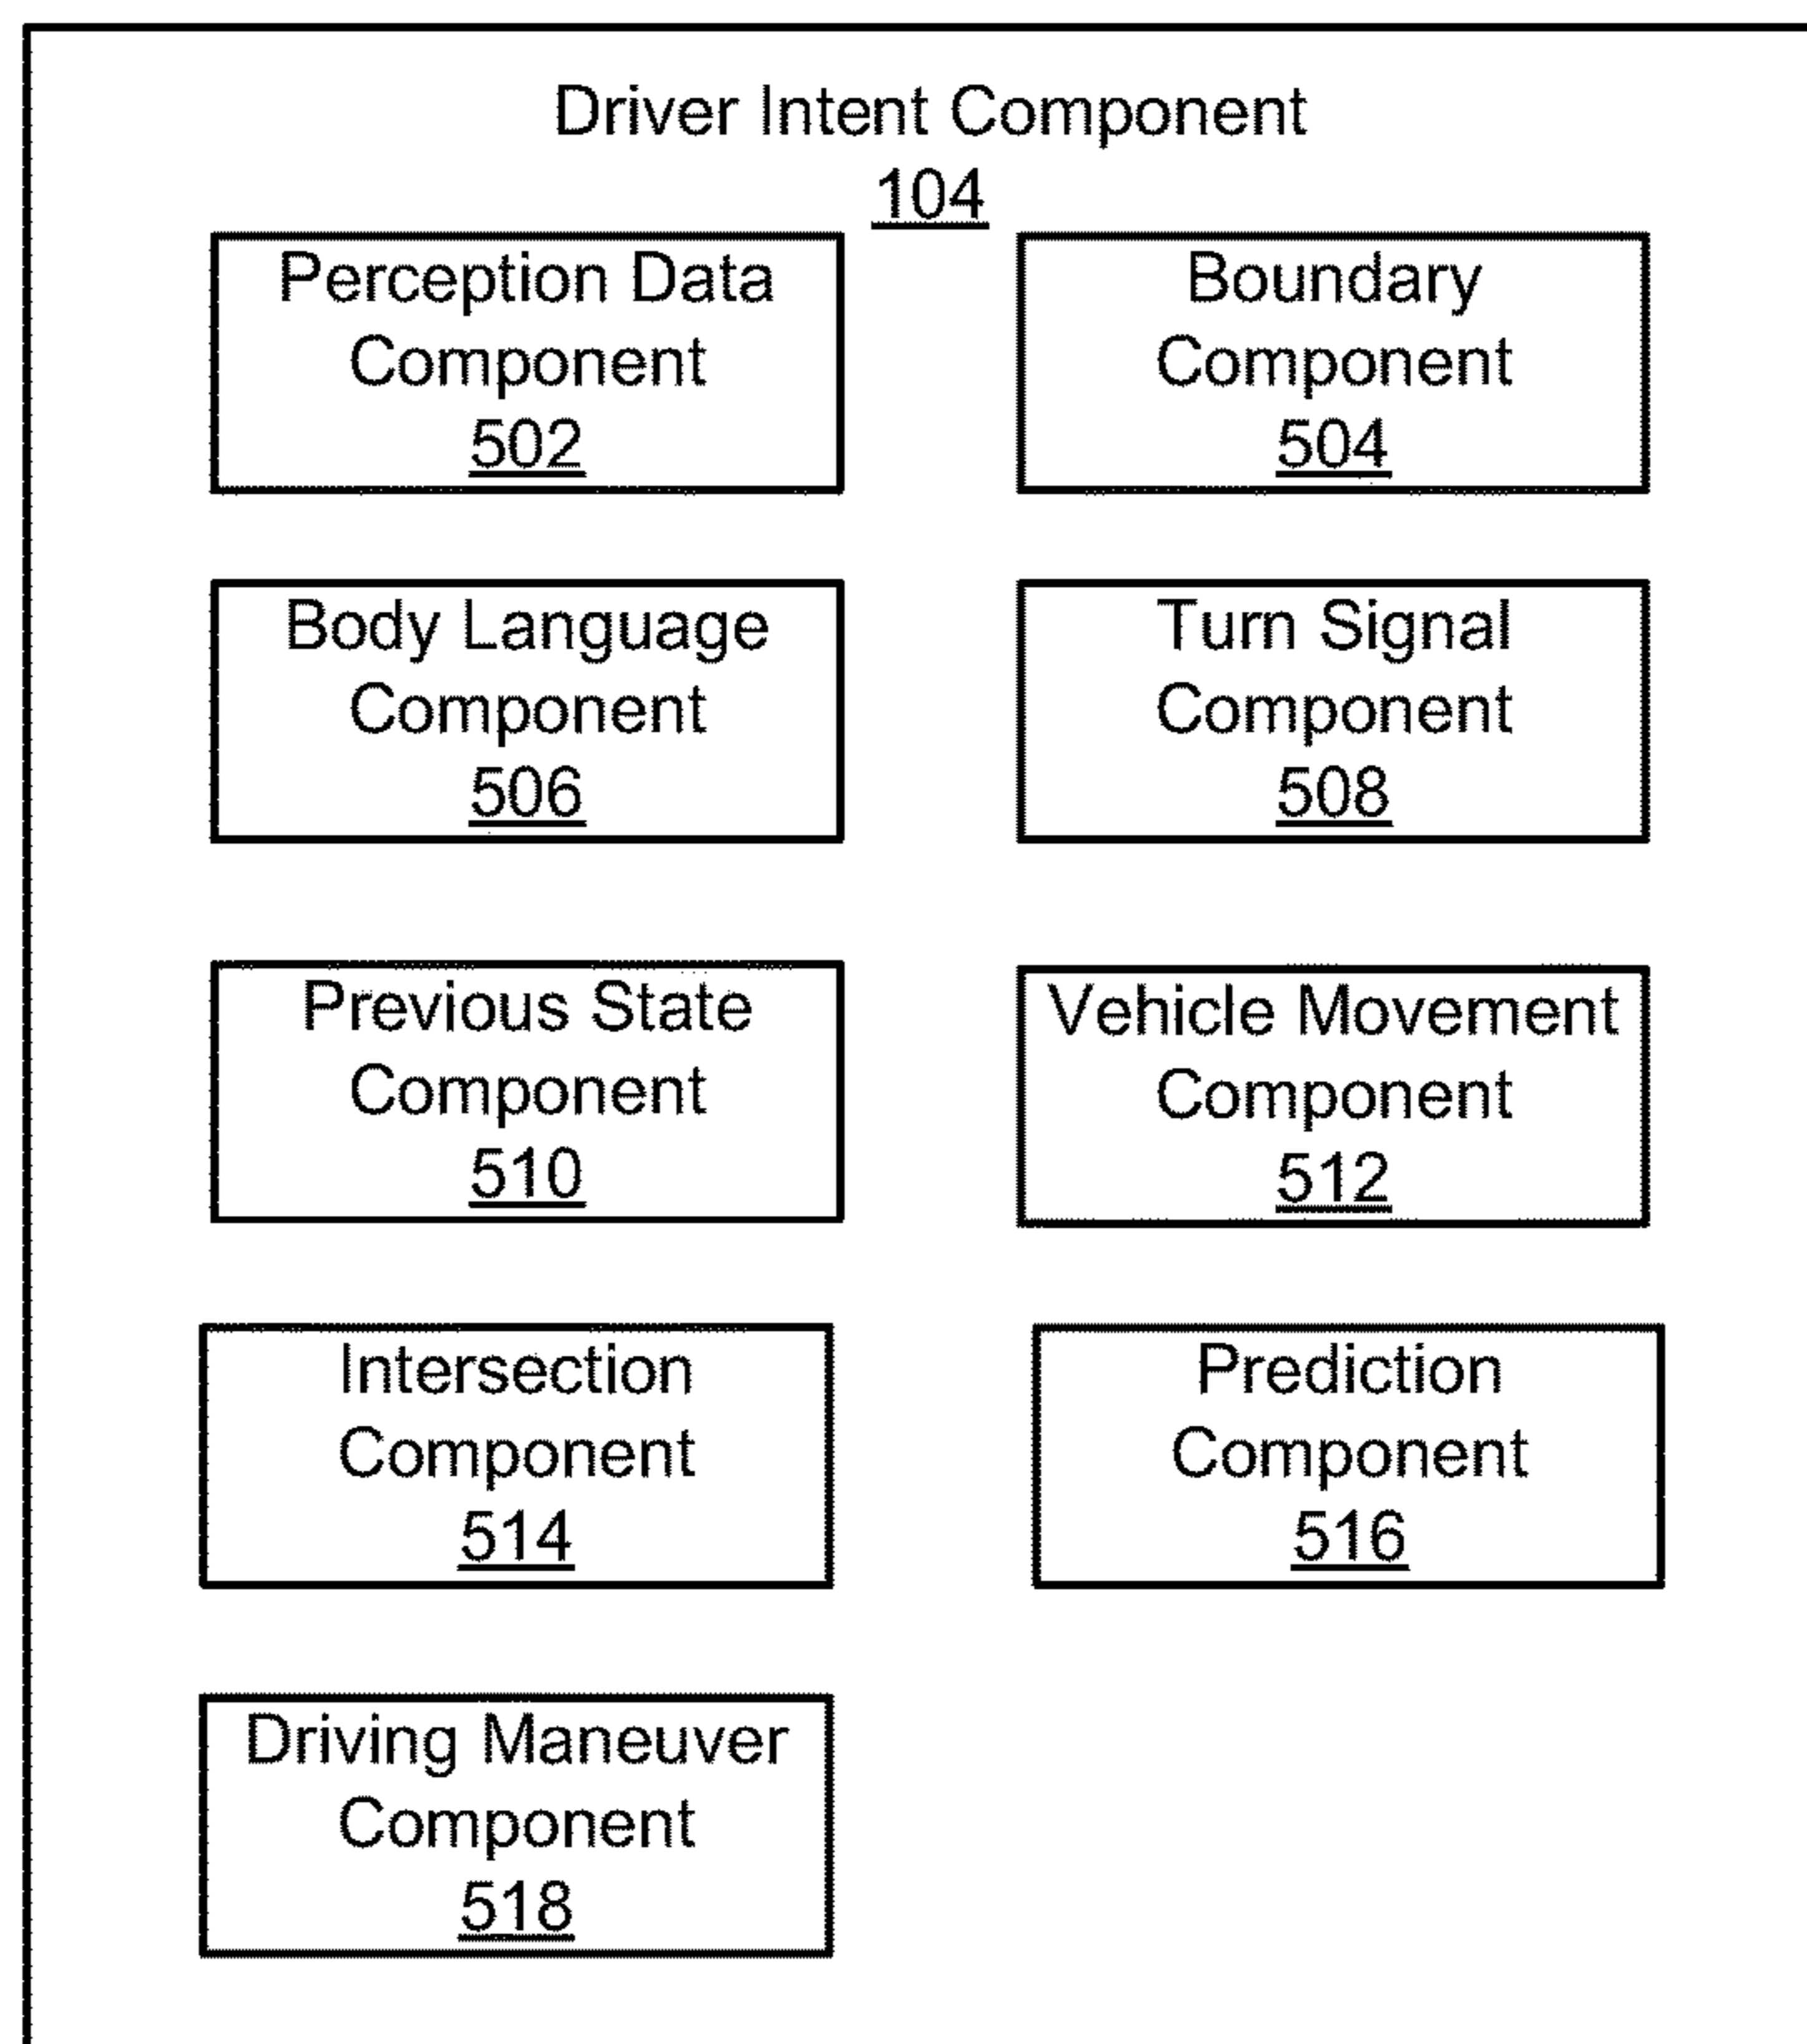 Driver Intent Component
104
Perception Data
Component
502
Boundary
Component
504
Body Language
Component
506
Turn Signal
Component
508
Previous State
Component
510
Vehicle Movement
Component
512
Intersection
Component
514
Prediction
Component
516
Driving Maneuver
Component
518